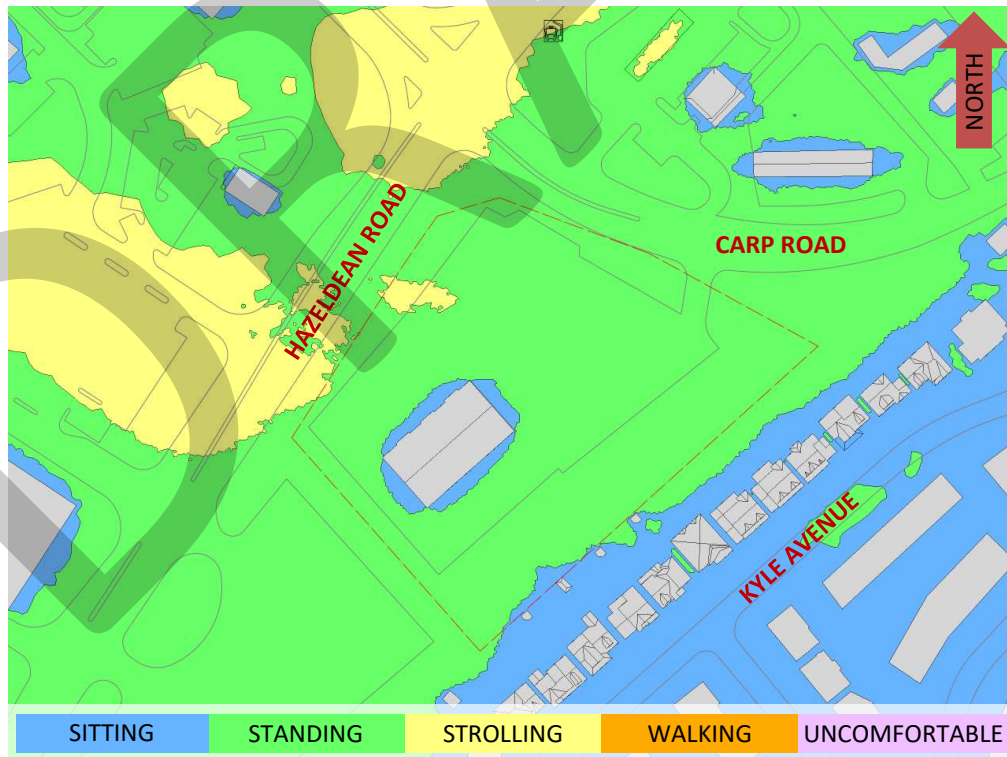 NORTH
CARP ROAD
HAZELDEAN ROAD
KYLE AVENUE
SITTING
STANDING
STROLLING
WALKING
UNCOMFORTABLE